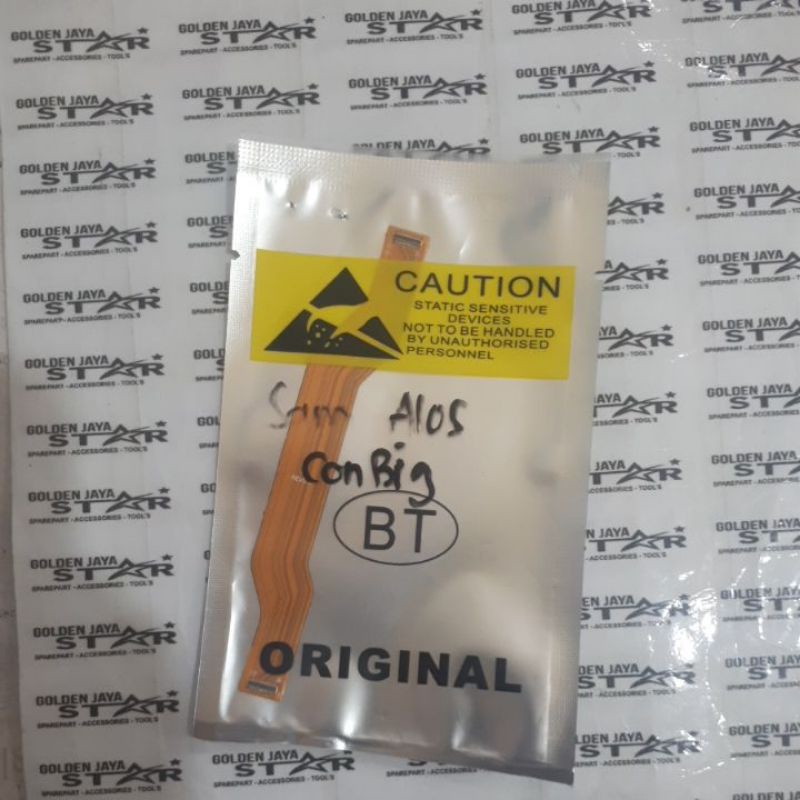 GOLDEN JAYA
STAR
SPAREPART - ACCESSORIES - TOOL'S
CAUTION
STATIC SENSITIVE
DEVICES
NOT TO BE HANDLED
BY UNAUTHORISED
PERSONNEL
Sam A105
Con Big
BT
ORIGINAL